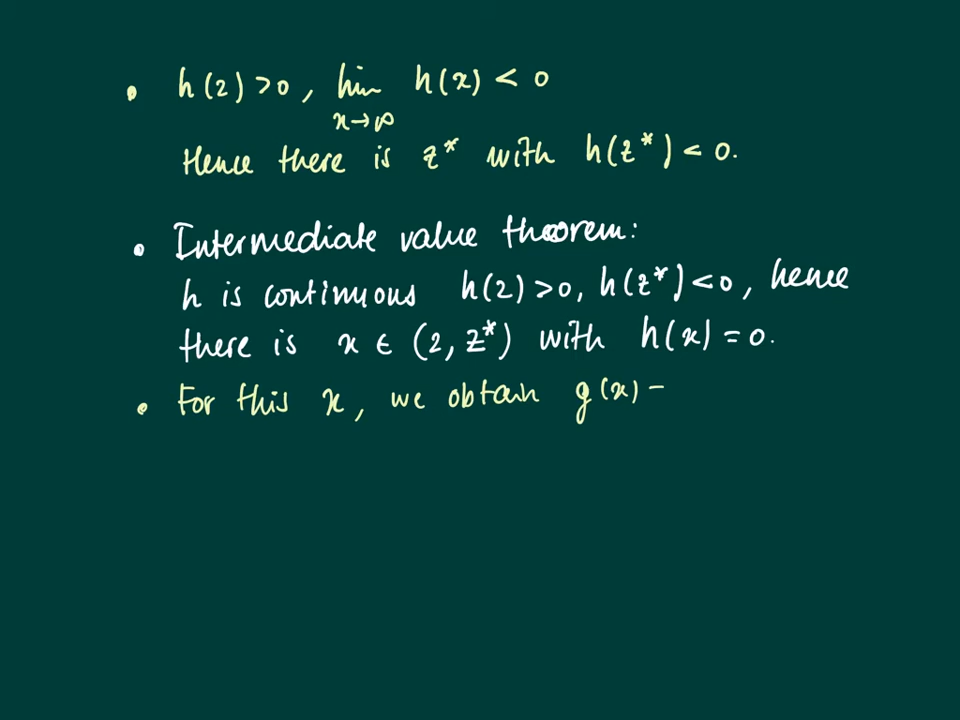 • h(2) > 0, lim h(x) < 0
x→∞
Hence there is z* with h(z*) < 0.
• Intermediate value theorem:
h is continuous h(2) > 0, h(z*) < 0, hence
there is x ∈ (2, z*) with h(x) = 0.
• For this x, we obtain g(x) -